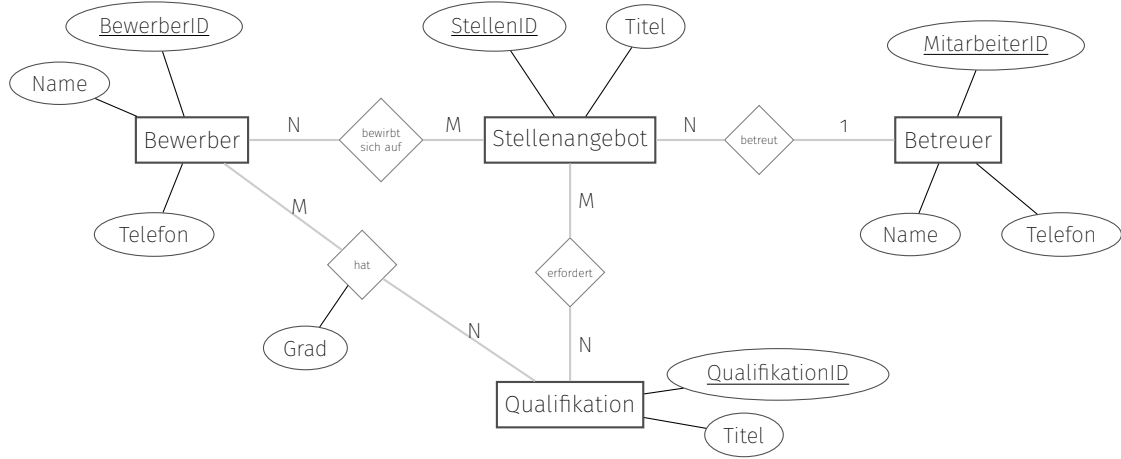 BewerberID
StellenID
Titel
MitarbeiterID
Name
N
bewirbt
sich auf
M
N
betreut
1
Bewerber
Stellenangebot
Betreuer
M
M
Telefon
Name
Telefon
hat
erfordert
N
N
Grad
QualifikationID
Qualifikation
Titel